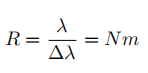 R = λ/Δλ = Nm